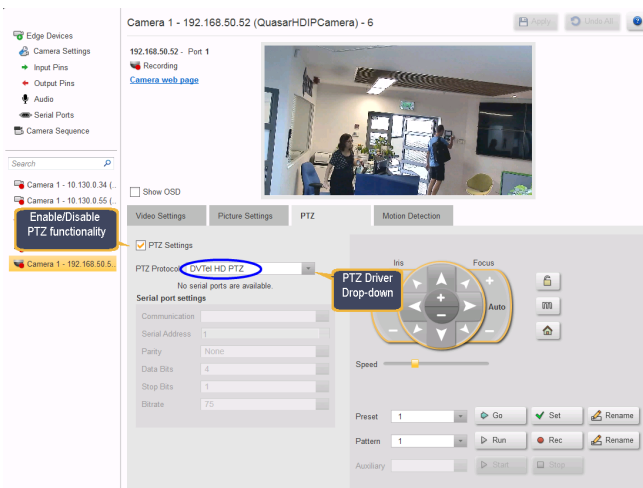 Camera 1 - 192.168.50.52 (QuasarHDIPCamera) - 6
Apply
Undo All
Edge Devices
Camera Settings
Input Pins
Output Pins
Audio
Serial Ports
Camera Sequence
Search
Camera 1 - 10.130.0.34 (...
Camera 1 - 10.130.0.55 (...
Camera 1 - 192.168.50.5...
Enable/Disable
PTZ functionality
192.168.50.52 - Port 1
Recording
Camera web page
Show OSD
Video Settings
Picture Settings
PTZ
Motion Detection
PTZ Settings
PTZ Protocol
DVTel HD PTZ
No serial ports are available.
PTZ Driver
Drop-down
Serial port settings
Communication
Serial Address 1
Parity None
Data Bits 4
Stop Bits 1
Bitrate 75
Iris
Focus
Auto
Speed
Preset 1 Go Set Rename
Pattern 1 Run Rec Rename
Auxiliary Start Stop